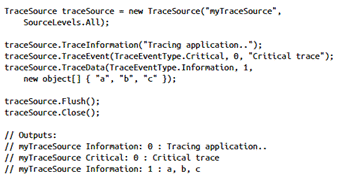 TraceSource traceSource = new TraceSource("myTraceSource",
    SourceLevels.All);

traceSource.TraceInformation("Tracing application..");
traceSource.TraceEvent(TraceEventType.Critical, 0, "Critical trace");
traceSource.TraceData(TraceEventType.Information, 1,
    new object[] { "a", "b", "c" });

traceSource.Flush();
traceSource.Close();

// Outputs:
// myTraceSource Information: 0 : Tracing application..
// myTraceSource Critical: 0 : Critical trace
// myTraceSource Information: 1 : a, b, c